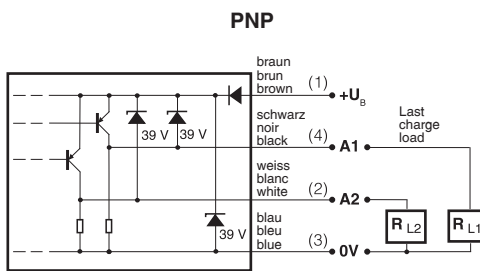 PNP
braun
brun
brown (1) +UB
schwarz
noir
black (4) A1
Last
charge
load
39 V 39 V
weiss
blanc
white (2) A2
R L2 R L1
blau
bleu
blue (3) 0V
39 V